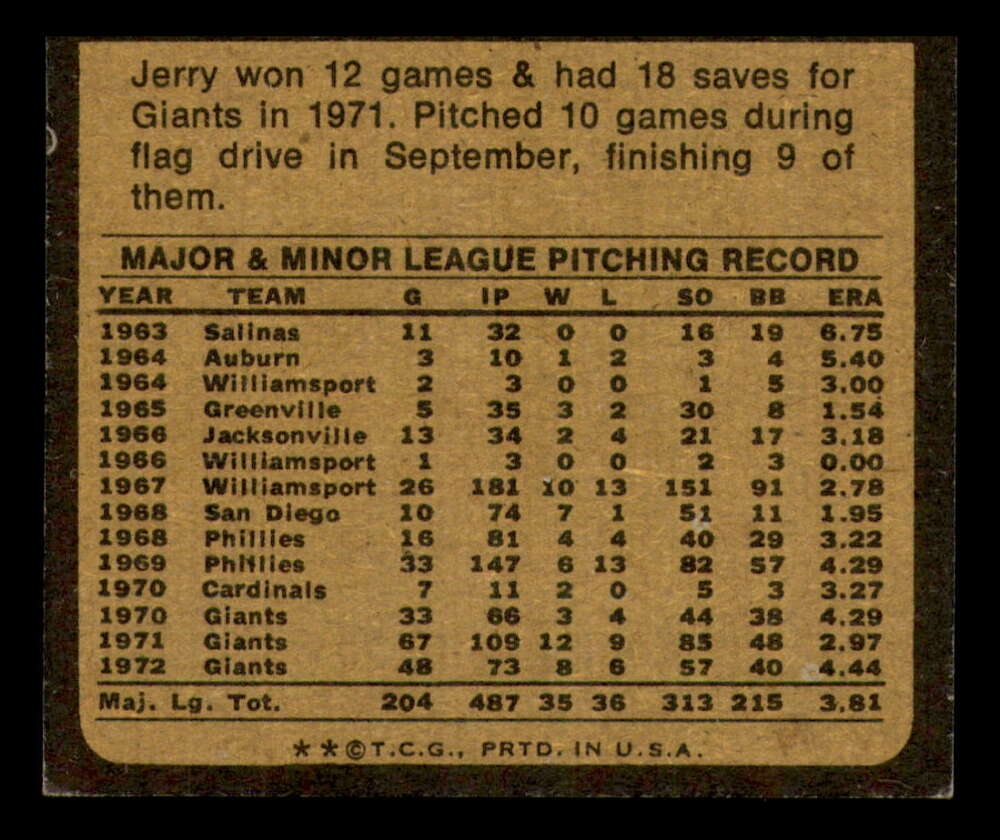 Jerry won 12 games & had 18 saves for
Giants in 1971. Pitched 10 games during
flag drive in September, finishing 9 of
them.
MAJOR & MINOR LEAGUE PITCHING RECORD
YEAR TEAM G IP W L SO BB ERA
1963 Salinas 11 32 0 0 16 19 6.75
1964 Auburn 3 10 1 2 3 4 5.40
1964 Williamsport 2 3 0 0 1 5 3.00
1965 Greenville 5 35 3 2 30 8 1.54
1966 Jacksonville 13 34 2 4 21 17 3.18
1966 Williamsport 1 3 0 0 2 3 0.00
1967 Williamsport 26 181 10 13 151 91 2.78
1968 San Diego 10 74 7 1 51 11 1.95
1968 Phillies 16 81 4 4 40 29 3.22
1969 Phillies 33 147 6 13 82 57 4.29
1970 Cardinals 7 11 2 0 5 3 3.27
1970 Giants 33 66 3 4 44 38 4.29
1971 Giants 67 109 12 9 85 48 2.97
1972 Giants 48 73 8 6 57 40 4.44
Maj. Lg. Tot. 204 487 35 36 313 215 3.81
**©T.C.G., PRTD. IN U.S.A.